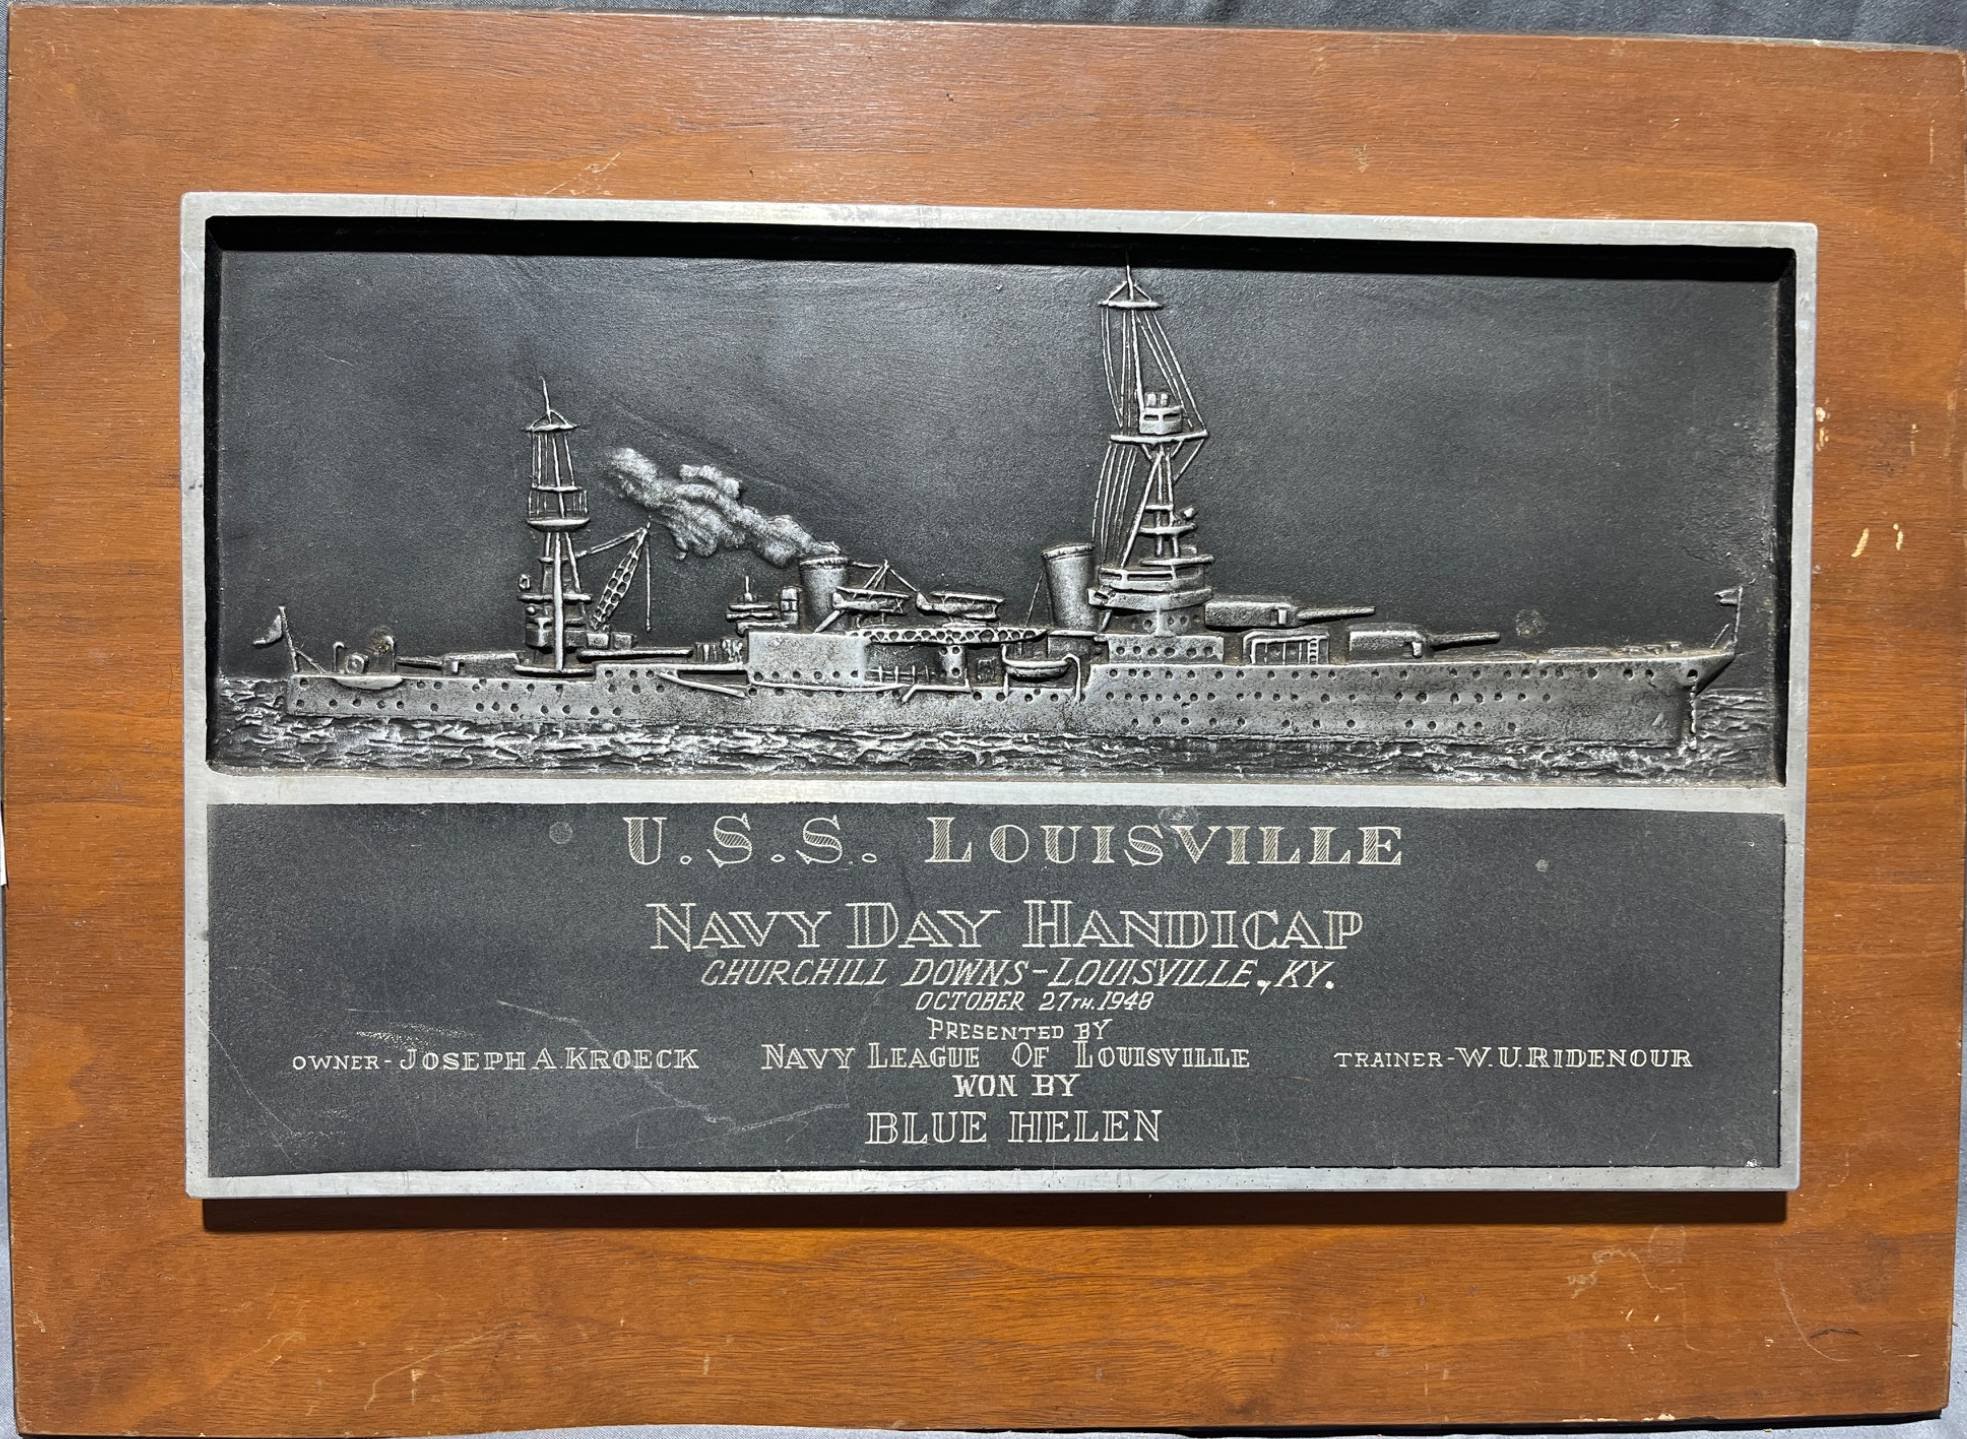 U.S.S. LOUISVILLE
NAVY DAY HANDICAP
CHURCHILL DOWNS-LOUISVILLE., KY.
OCTOBER 27TH.1948
PRESENTED BY
OWNER-JOSEPH A.KROECK NAVY LEAGUE OF LOUISVILLE TRAINER-W.U.RIDENOUR
WON BY
BLUE HELEN